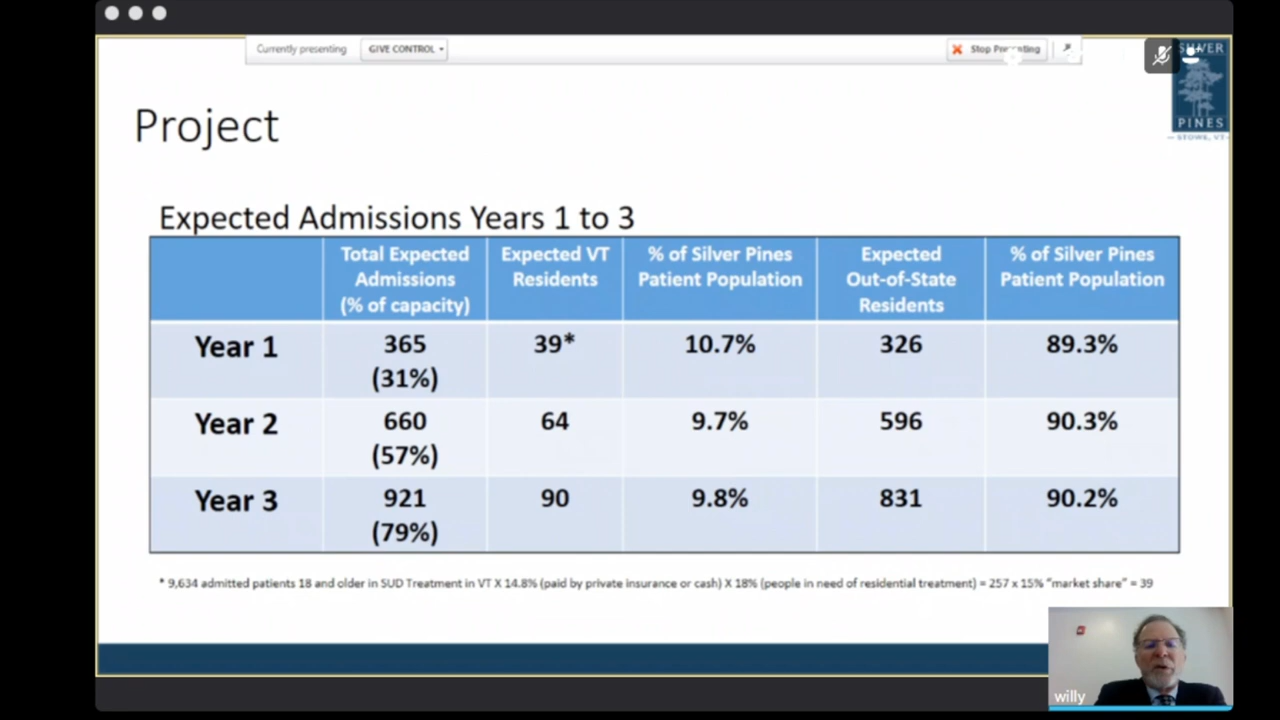 Currently presenting
GIVE CONTROL
Stop Presenting
SILVER
PINES
STOWE, VT
Project
Expected Admissions Years 1 to 3
Total Expected Admissions (% of capacity)
Expected VT Residents
% of Silver Pines Patient Population
Expected Out-of-State Residents
% of Silver Pines Patient Population
Year 1
365 (31%)
39*
10.7%
326
89.3%
Year 2
660 (57%)
64
9.7%
596
90.3%
Year 3
921 (79%)
90
9.8%
831
90.2%
* 9,634 admitted patients 18 and older in SUD Treatment in VT X 14.8% (paid by private insurance or cash) X 18% (people in need of residential treatment) = 257 x 15% "market share" = 39
willy